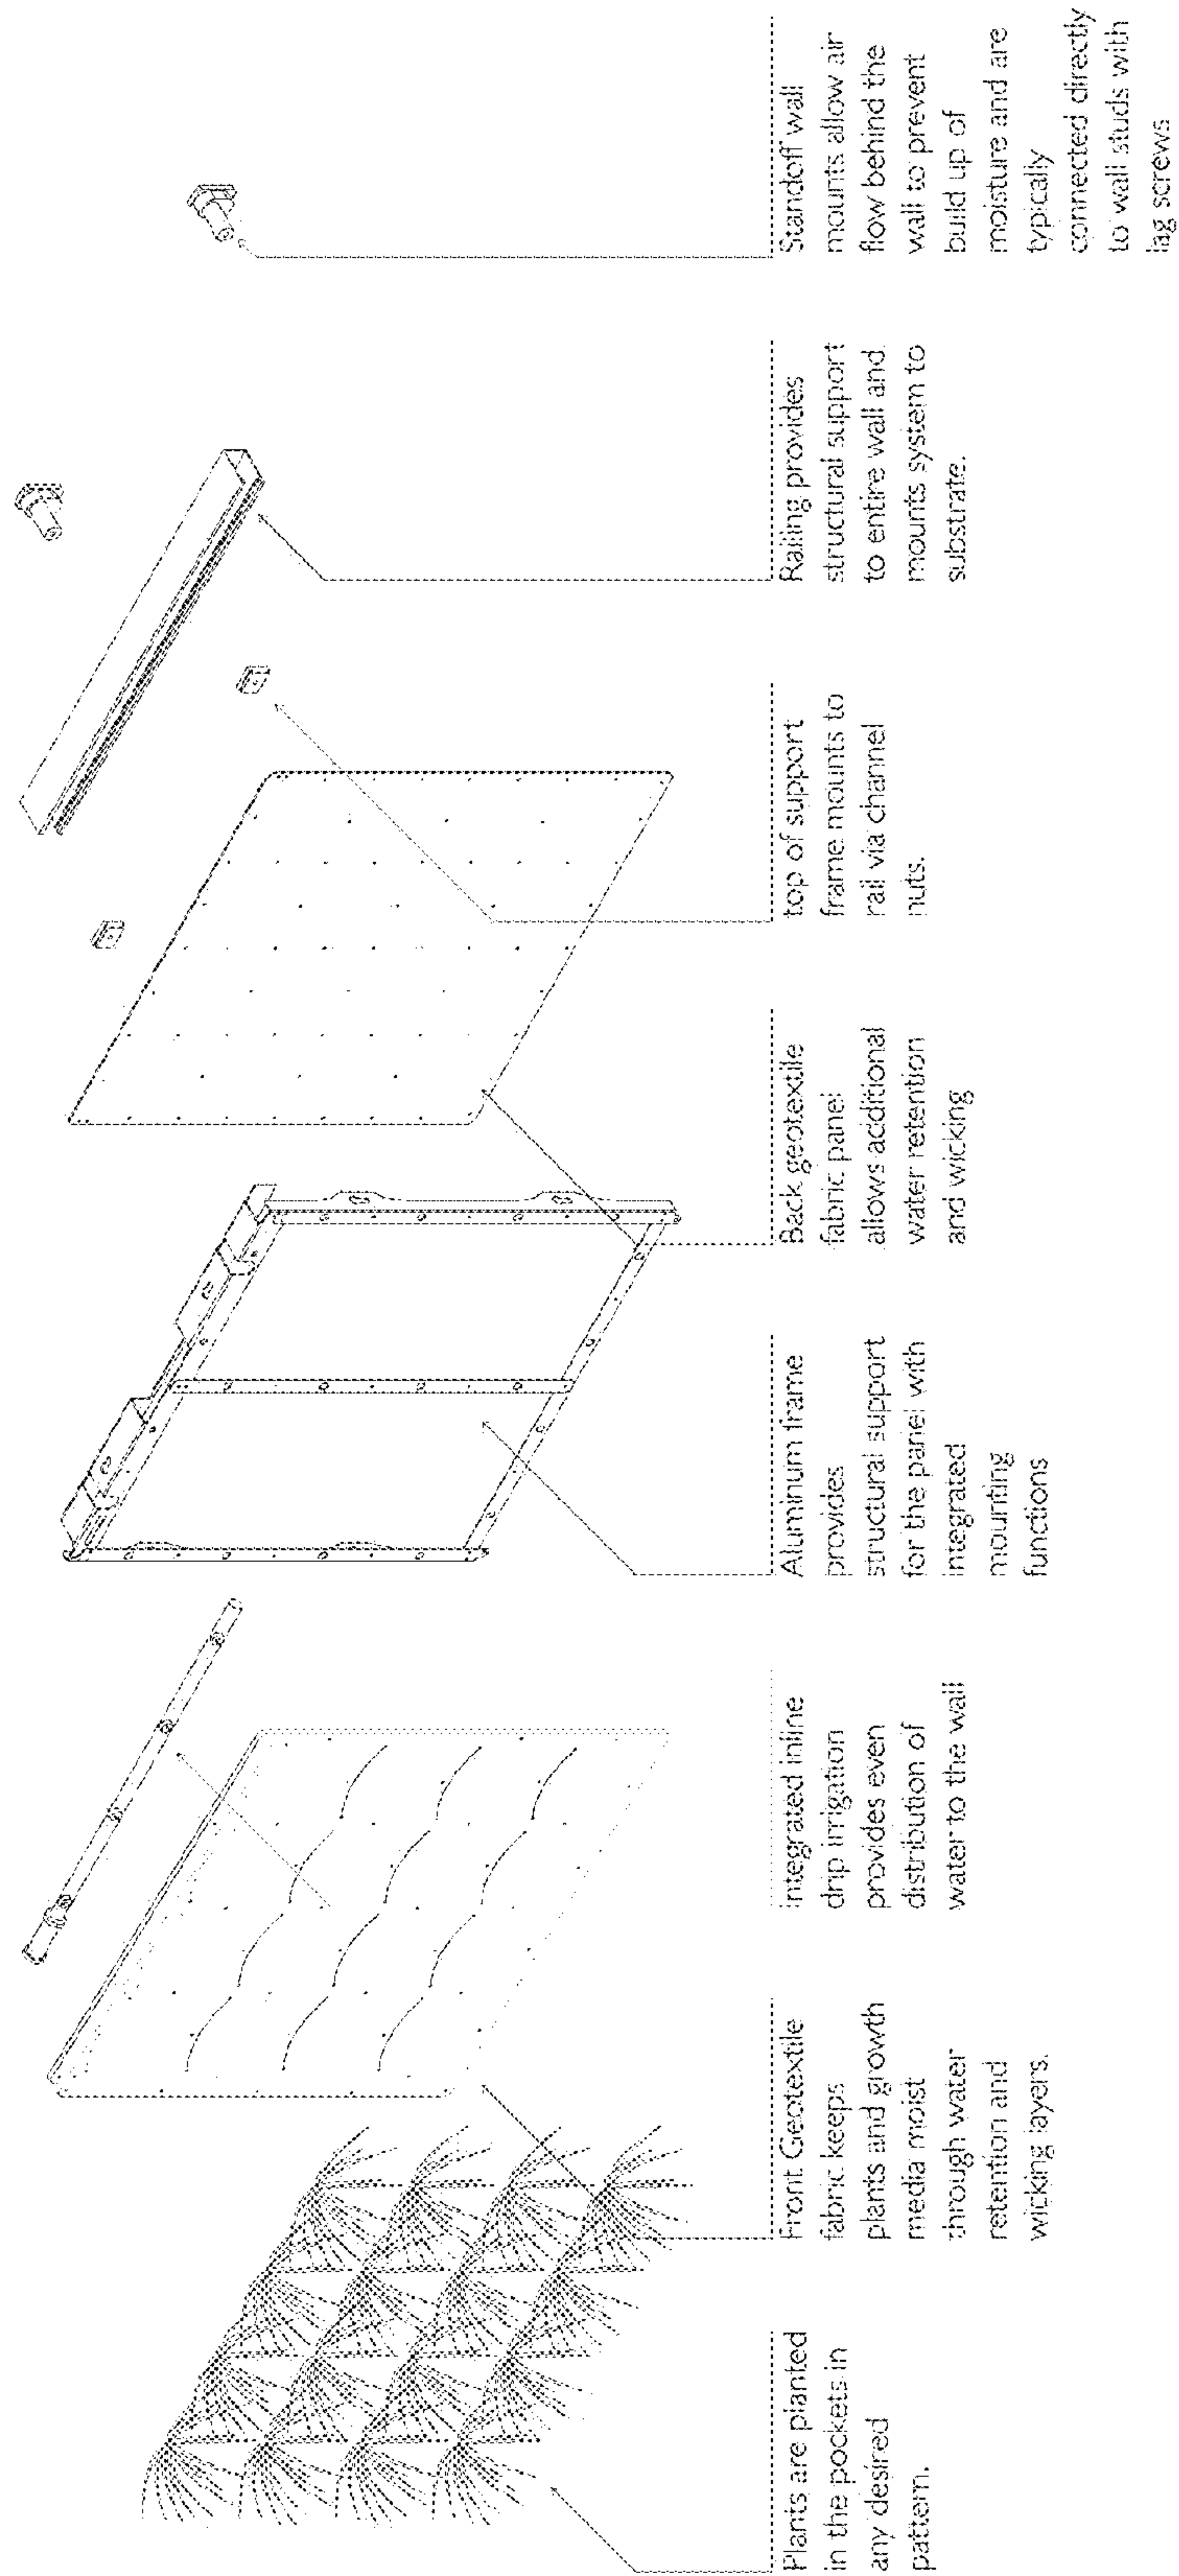 Plants are planted
in the pockets in
any desired
pattern.
Front Geotextile
fabric keeps
plants and growth
media moist
through water
retention and
wicking layers.
Integrated inline
drip irrigation
provides even
distribution of
water to the wall
Aluminum frame
provides
structural support
for the panel with
integrated
mounting
functions
Back geotextile
fabric panel
allows additional
water retention
and wicking
top of support
frame mounts to
rail via channel
nuts.
Railing provides
structural support
to entire wall and
mounts system to
substrate.
Standoff wall
mounts allow air
flow behind the
wall to prevent
build up of
moisture and are
typically
connected directly
to wall studs with
lag screws